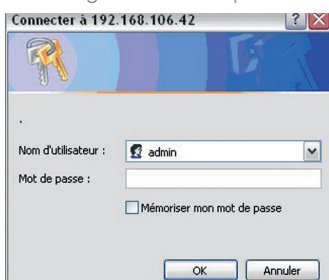 Connecter à 192.168.106.42
.
Nom d'utilisateur :
admin
Mot de passe :
Mémoriser mon mot de passe
OK
Annuler